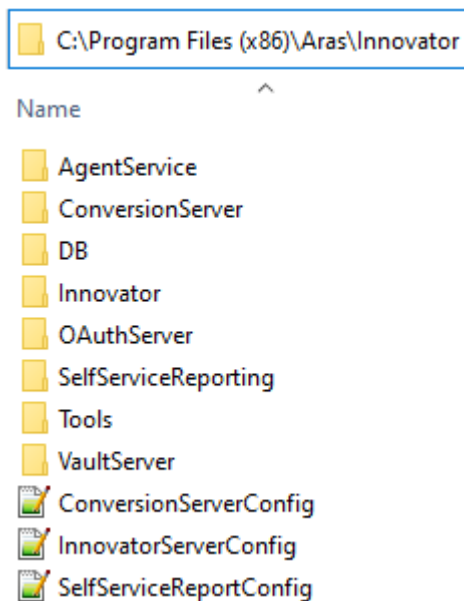 C:\Program Files (x86)\Aras\Innovator
Name
AgentService
ConversionServer
DB
Innovator
OAuthServer
SelfServiceReporting
Tools
VaultServer
ConversionServerConfig
InnovatorServerConfig
SelfServiceReportConfig